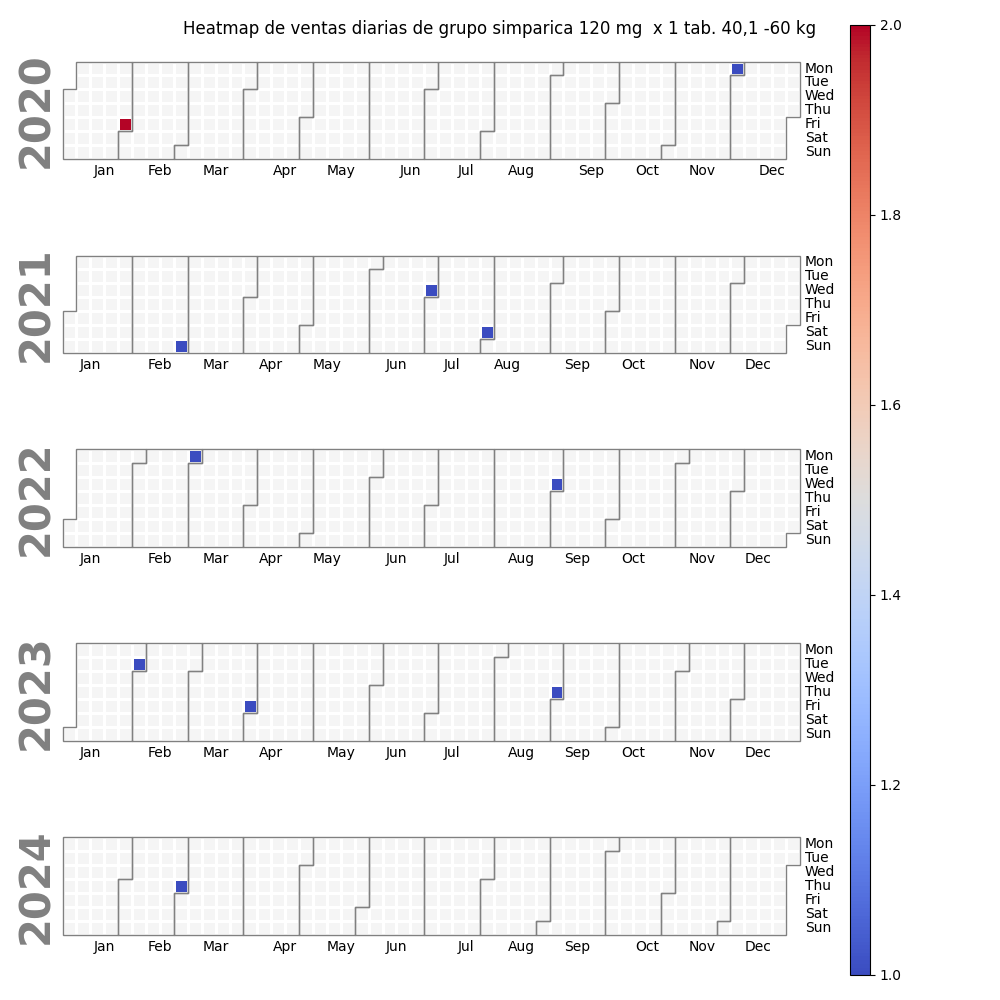 Heatmap de ventas diarias de grupo simparica 120 mg  x 1 tab. 40,1 -60 kg
2020
Mon
Tue
Wed
Thu
Fri
Sat
Sun
Jan Feb Mar Apr May Jun Jul Aug Sep Oct Nov Dec
2021
Mon
Tue
Wed
Thu
Fri
Sat
Sun
Jan Feb Mar Apr May Jun Jul Aug Sep Oct Nov Dec
2022
Mon
Tue
Wed
Thu
Fri
Sat
Sun
Jan Feb Mar Apr May Jun Jul Aug Sep Oct Nov Dec
2023
Mon
Tue
Wed
Thu
Fri
Sat
Sun
Jan Feb Mar Apr May Jun Jul Aug Sep Oct Nov Dec
2024
Mon
Tue
Wed
Thu
Fri
Sat
Sun
Jan Feb Mar Apr May Jun Jul Aug Sep Oct Nov Dec
2.0
1.8
1.6
1.4
1.2
1.0